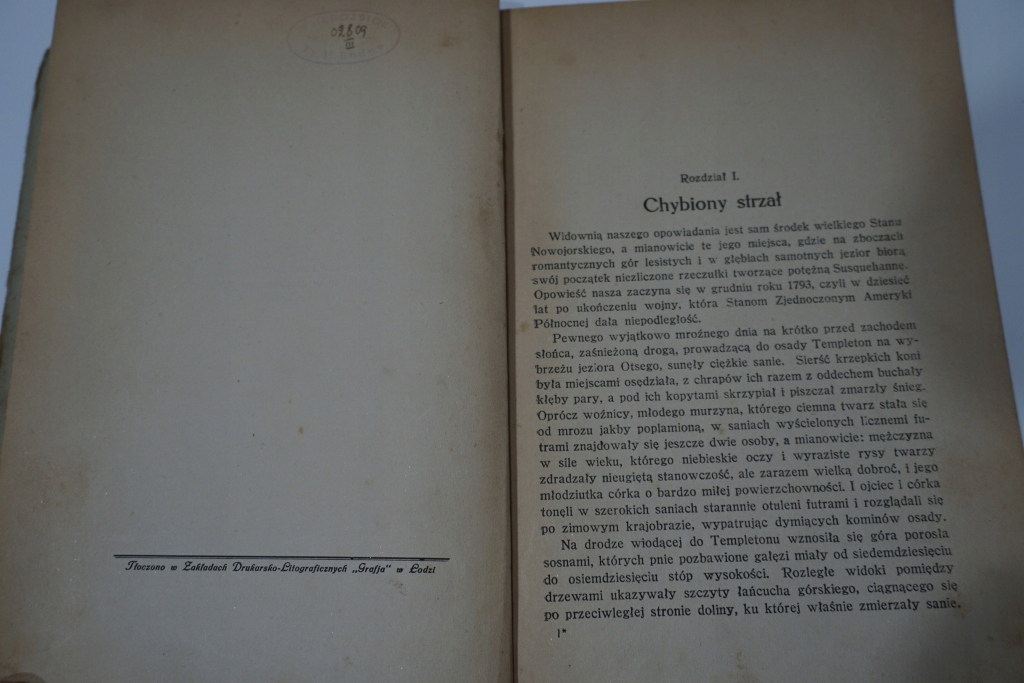 02609
III
Tłoczono w Zakładach Drukarsko-Litograficznych „Grafja" w Łodzi
Rozdział I.
Chybiony strzał
Widownią naszego opowiadania jest sam środek wielkiego Stanu
Nowojorskiego, a mianowicie te jego miejsca, gdzie na zboczach
romantycznych gór lesistych i w głębiach samotnych jezior biorą
swój początek niezliczone rzeczułki tworzące potężną Susquehannę.
Opowieść nasza zaczyna się w grudniu roku 1793, czyli w dziesięć
lat po ukończeniu wojny, która Stanom Zjednoczonym Ameryki
Północnej dała niepodległość.
Pewnego wyjątkowo mroźnego dnia na krótko przed zachodem
słońca, zaśnieżoną drogą, prowadzącą do osady Templeton na wy-
brzeżu jeziora Otsego, sunęły ciężkie sanie. Sierść krzepkich koni
była miejscami osędziała, z chrapów ich razem z oddechem buchały
kłęby pary, a pod ich kopytami skrzypiał i piszczał zmarzły śnieg.
Oprócz woźnicy, młodego murzyna, którego ciemna twarz stała się
od mrozu jakby poplamioną, w saniach wyścielonych licznemi fu-
trami znajdowały się jeszcze dwie osoby, a mianowicie: mężczyzna
w sile wieku, którego niebieskie oczy i wyraziste rysy twarzy
zdradzały nieugiętą stanowczość, ale zarazem wielką dobroć, i jego
młodziutka córka o bardzo miłej powierzchowności. I ojciec i córka
tonęli w szerokich saniach starannie otuleni futrami i rozglądali się
po zimowym krajobrazie, wypatrując dymiących kominów osady.
Na drodze wiodącej do Templetonu wznosiła się góra porosła
sosnami, których pnie pozbawione gałęzi miały od siedemdziesięciu
do osiemdziesięciu stóp wysokości. Rozległe widoki pomiędzy
drzewami ukazywały szczyty łańcucha górskiego, ciągnącego się
po przeciwległej stronie doliny, ku której właśnie zmierzały sanie.
1*